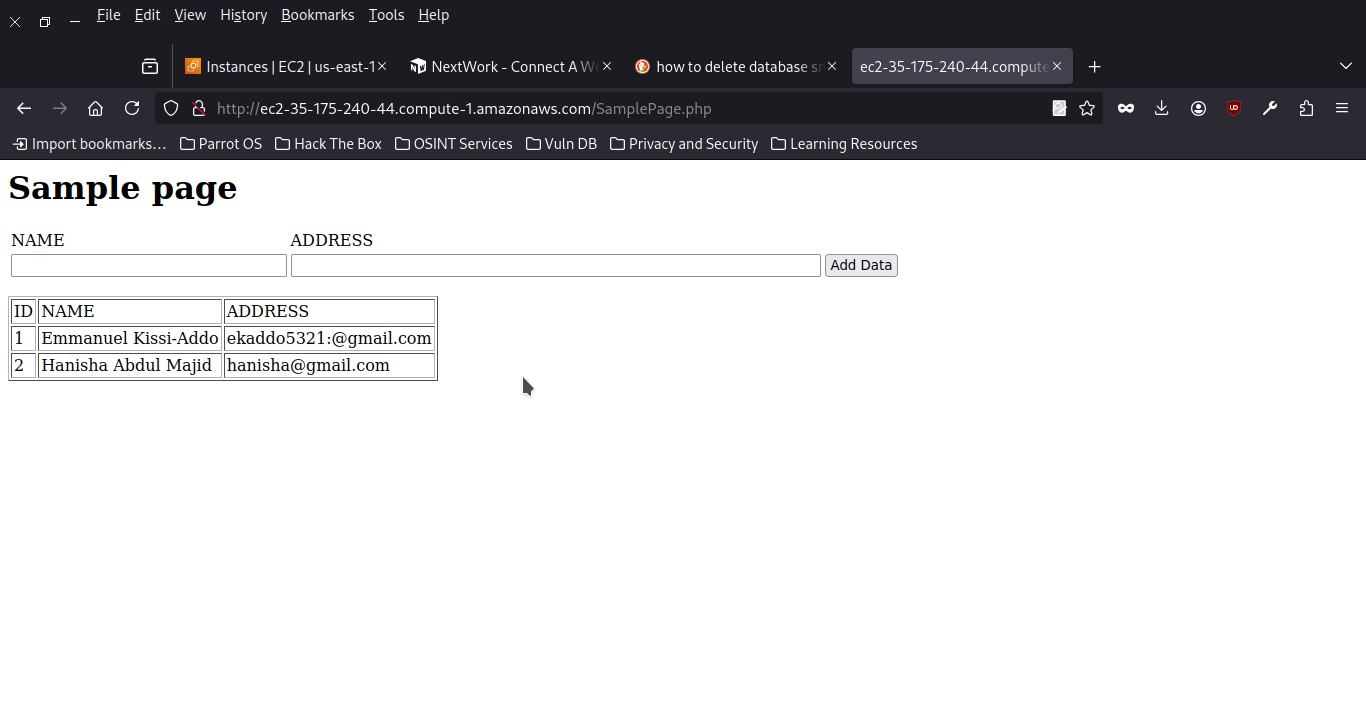 File Edit View History Bookmarks Tools Help
Instances | EC2 | us-east-1 NextWork - Connect A We how to delete database sn ec2-35-175-240-44.compute
http://ec2-35-175-240-44.compute-1.amazonaws.com/SamplePage.php
Import bookmarks… Parrot OS Hack The Box OSINT Services Vuln DB Privacy and Security Learning Resources
Sample page
NAME ADDRESS
Add Data
ID NAME ADDRESS
1 Emmanuel Kissi-Addo ekaddo5321:@gmail.com
2 Hanisha Abdul Majid hanisha@gmail.com